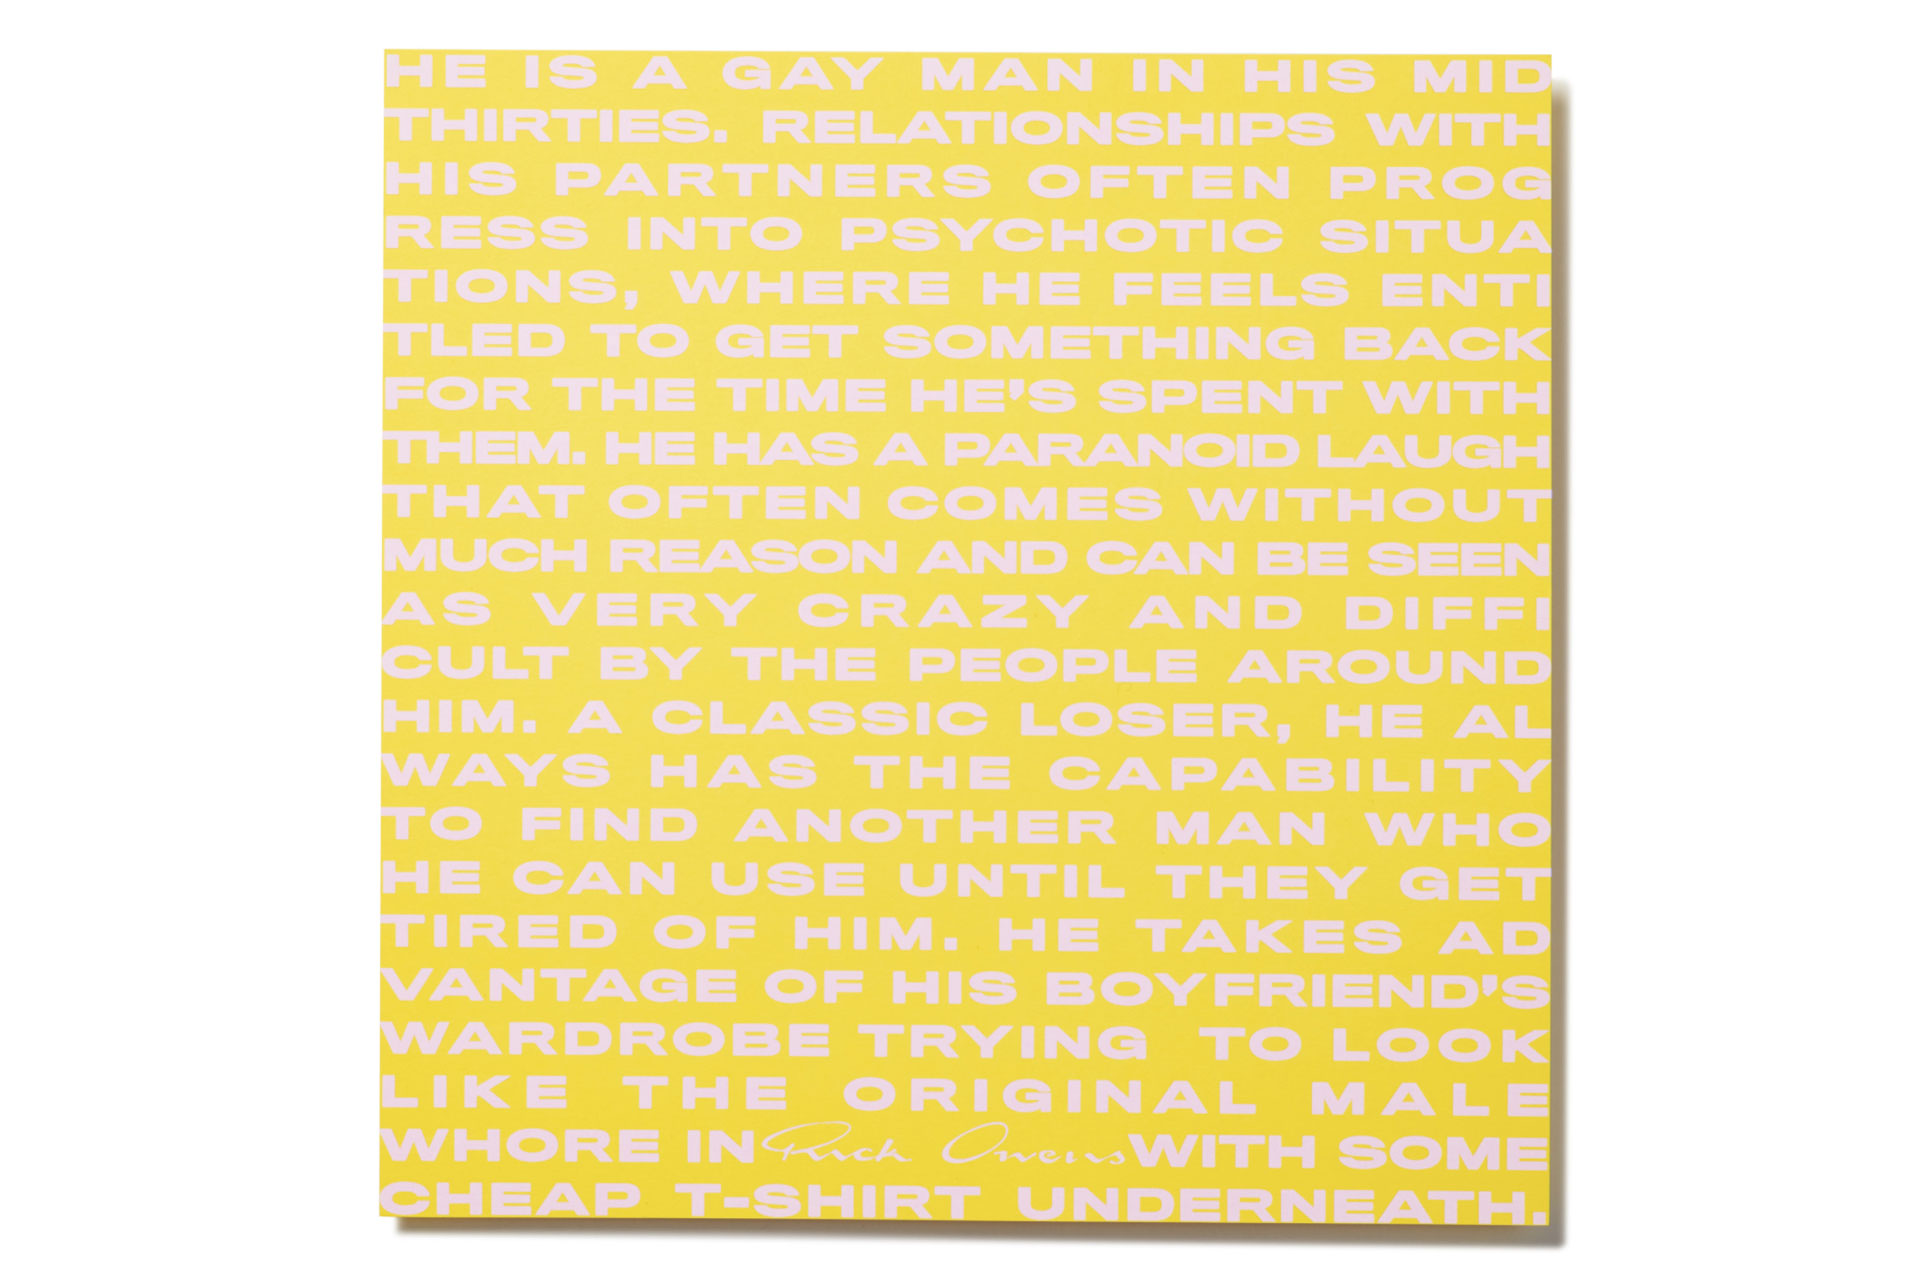 HE IS A GAY MAN IN HIS MID
THIRTIES. RELATIONSHIPS WITH
HIS PARTNERS OFTEN PROG
RESS INTO PSYCHOTIC SITUA
TIONS, WHERE HE FEELS ENTI
TLED TO GET SOMETHING BACK
FOR THE TIME HE'S SPENT WITH
THEM. HE HAS A PARANOID LAUGH
THAT OFTEN COMES WITHOUT
MUCH REASON AND CAN BE SEEN
AS VERY CRAZY AND DIFFI
CULT BY THE PEOPLE AROUND
HIM. A CLASSIC LOSER, HE AL
WAYS HAS THE CAPABILITY
TO FIND ANOTHER MAN WHO
HE CAN USE UNTIL THEY GET
TIRED OF HIM. HE TAKES AD
VANTAGE OF HIS BOYFRIEND'S
WARDROBE TRYING TO LOOK
LIKE THE ORIGINAL MALE
WHORE IN Rick Owens WITH SOME
CHEAP T-SHIRT UNDERNEATH.